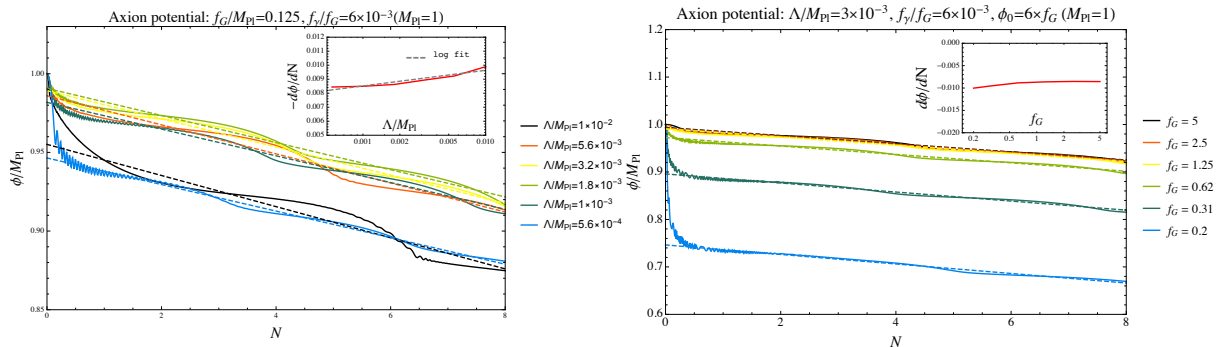 Axion potential: f_G/M_Pl=0.125, f_γ/f_G=6×10⁻³(M_Pl=1)
1.00
0.95
0.90
0.85
ϕ/M_Pl
0
2
4
6
8
N
0.012
0.011
0.010
0.009
0.008
0.007
0.006
0.005
-dϕ/dN
log fit
0.001
0.005
0.010
Λ/M_Pl
Λ/M_Pl=1×10⁻²
Λ/M_Pl=5.6×10⁻³
Λ/M_Pl=3.2×10⁻³
Λ/M_Pl=1.8×10⁻³
Λ/M_Pl=1×10⁻³
Λ/M_Pl=5.6×10⁻⁴
Axion potential: Λ/M_Pl=3×10⁻³, f_γ/f_G=6×10⁻³, ϕ₀=6×f_G (M_Pl=1)
1.2
1.1
1.0
0.9
0.8
0.7
0.6
ϕ/M_Pl
0
2
4
6
8
N
0.000
-0.005
-0.010
-0.015
-0.020
dϕ/dN
0.2
0.5
1
2
5
f_G
f_G = 5
f_G = 2.5
f_G = 1.25
f_G = 0.62
f_G = 0.31
f_G = 0.2